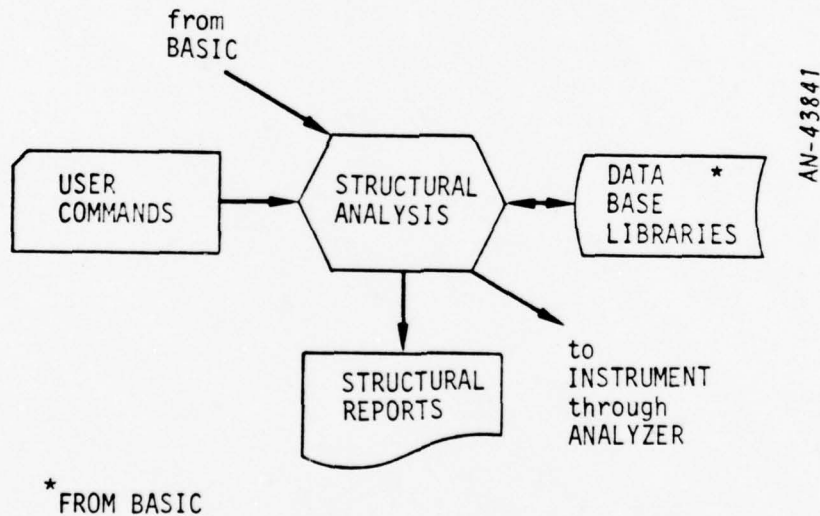 from
BASIC
AN-43841
USER
COMMANDS
STRUCTURAL
ANALYSIS
DATA *
BASE
LIBRARIES
STRUCTURAL
REPORTS
to
INSTRUMENT
through
ANALYZER
*FROM BASIC